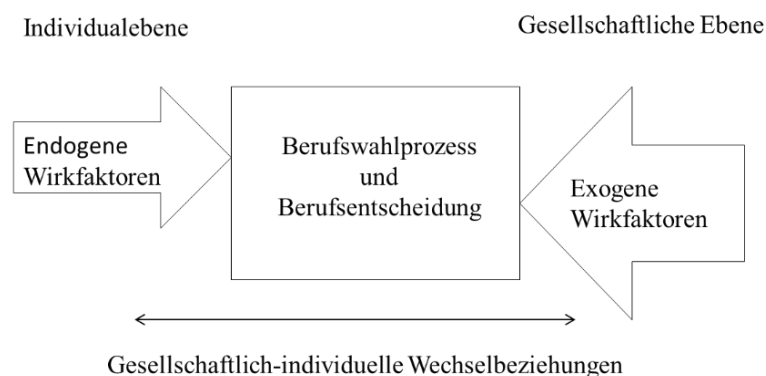 Individualebene
Gesellschaftliche Ebene
Endogene
Wirkfaktoren
Berufswahlprozess
und
Berufsentscheidung
Exogene
Wirkfaktoren
Gesellschaftlich-individuelle Wechselbeziehungen